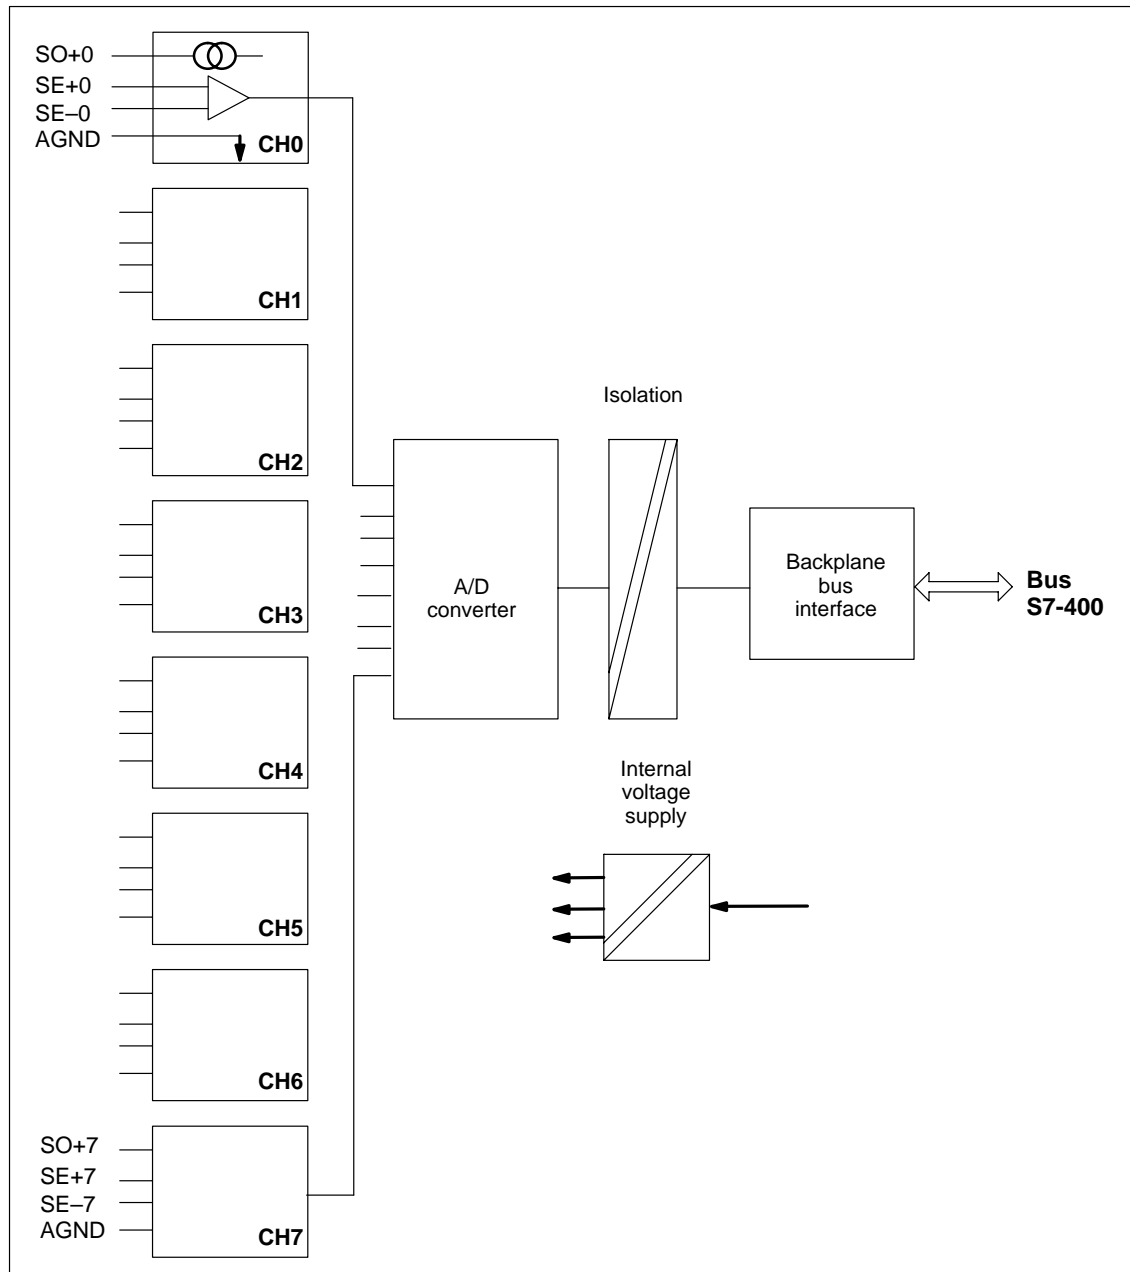 SO+0
SE+0
SE–0
AGND
CH0
CH1
CH2
CH3
CH4
CH5
CH6
SO+7
SE+7
SE–7
AGND
CH7
A/D
converter
Isolation
Backplane
bus
interface
Bus
S7-400
Internal
voltage
supply